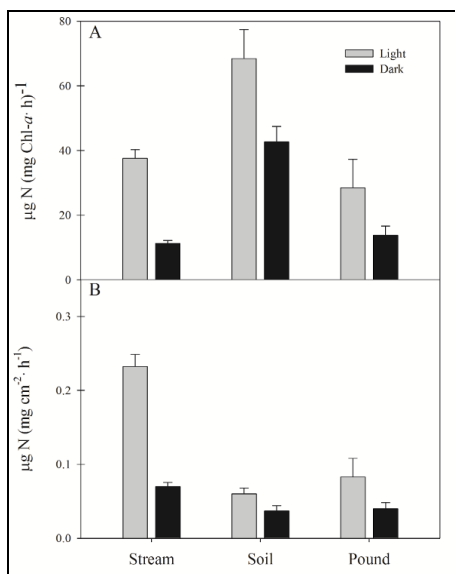 A
Light
Dark
µg N (mg Chl-a· h)-1
80
60
40
20
0
B
µg N (mg cm-2· h-1)
0.3
0.2
0.1
0.0
Stream Soil Pound